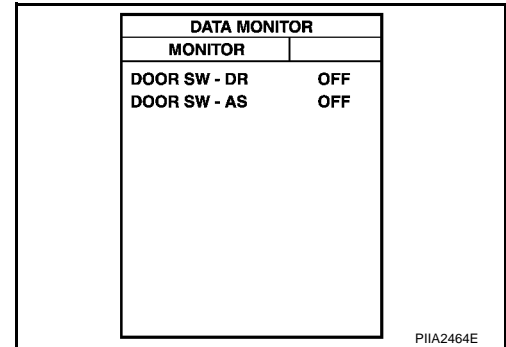 DATA MONITOR
MONITOR
DOOR SW - DR OFF
DOOR SW - AS OFF
PIIA2464E